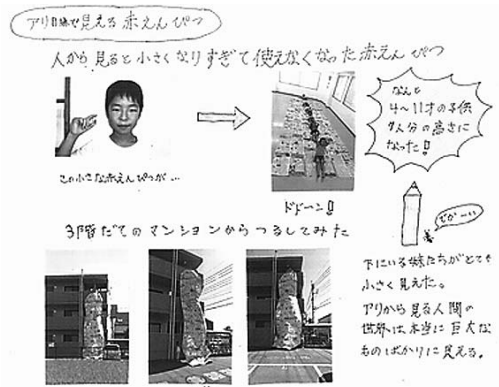 アリ目線で見える赤えんぴつ
人から見ると小さくなりすぎて使えなくなった赤えんぴつ
この小さな赤えんぴつが…
ドドーン!!
なんと
4～11才の子供
7人分の高さに
なった!!
でかーい
3階だてのマンションからつるしてみた
下にいる妹たちがとても
小さく見えた。
アリから見る人間の
世界は本当に巨大な
ものばかりに見える。